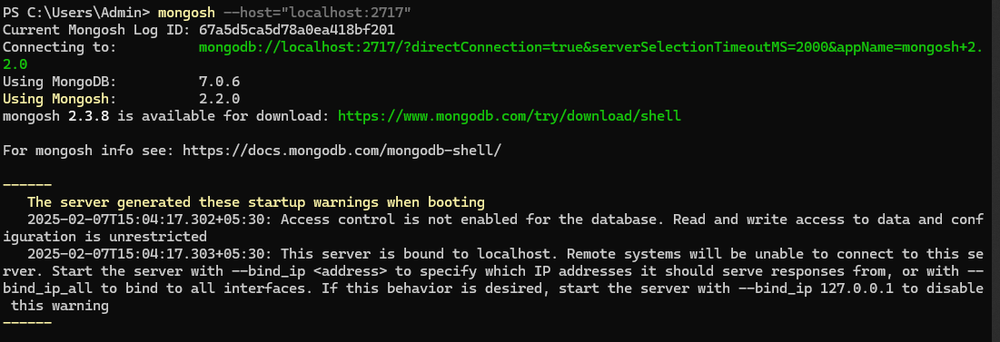 PS C:\Users\Admin> mongosh --host="localhost:2717"
Current Mongosh Log ID: 67a5d5ca5d78a0ea418bf201
Connecting to:          mongodb://localhost:2717/?directConnection=true&serverSelectionTimeoutMS=2000&appName=mongosh+2.
2.0
Using MongoDB:          7.0.6
Using Mongosh:          2.2.0
mongosh 2.3.8 is available for download: https://www.mongodb.com/try/download/shell
For mongosh info see: https://docs.mongodb.com/mongodb-shell/
------
   The server generated these startup warnings when booting
   2025-02-07T15:04:17.302+05:30: Access control is not enabled for the database. Read and write access to data and conf
iguration is unrestricted
   2025-02-07T15:04:17.303+05:30: This server is bound to localhost. Remote systems will be unable to connect to this se
rver. Start the server with --bind_ip <address> to specify which IP addresses it should serve responses from, or with --
bind_ip_all to bind to all interfaces. If this behavior is desired, start the server with --bind_ip 127.0.0.1 to disable
 this warning
------